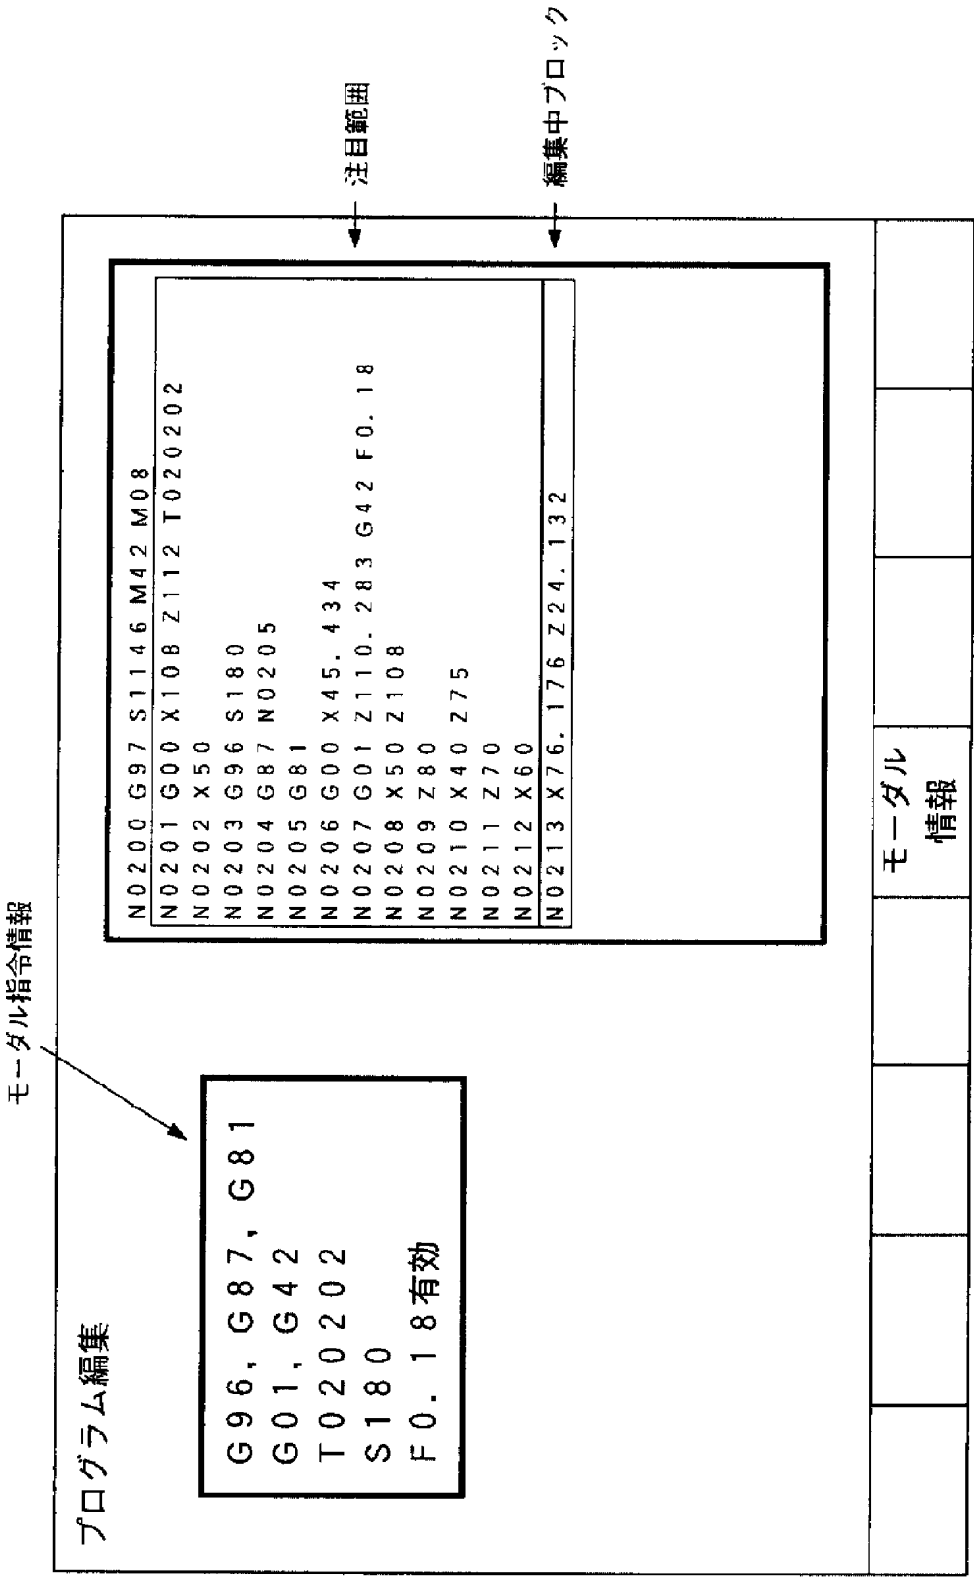 プログラム編集
モーダル指令情報
G96, G87, G81
G01, G42
T020202
S180
F0. 18有効
N0200 G97 S1146 M42 M08
N0201 G00 X108 Z112 T020202
N0202 X50
N0203 G96 S180
N0204 G87 N0205
N0205 G81
N0206 G00 X45. 434
N0207 G01 Z110. 283 G42 F0. 18
N0208 X50 Z108
N0209 Z80
N0210 X40 Z75
N0211 Z70
N0212 X60
N0213 X76. 176 Z24. 132
注目範囲
編集中ブロック
モーダル
情報